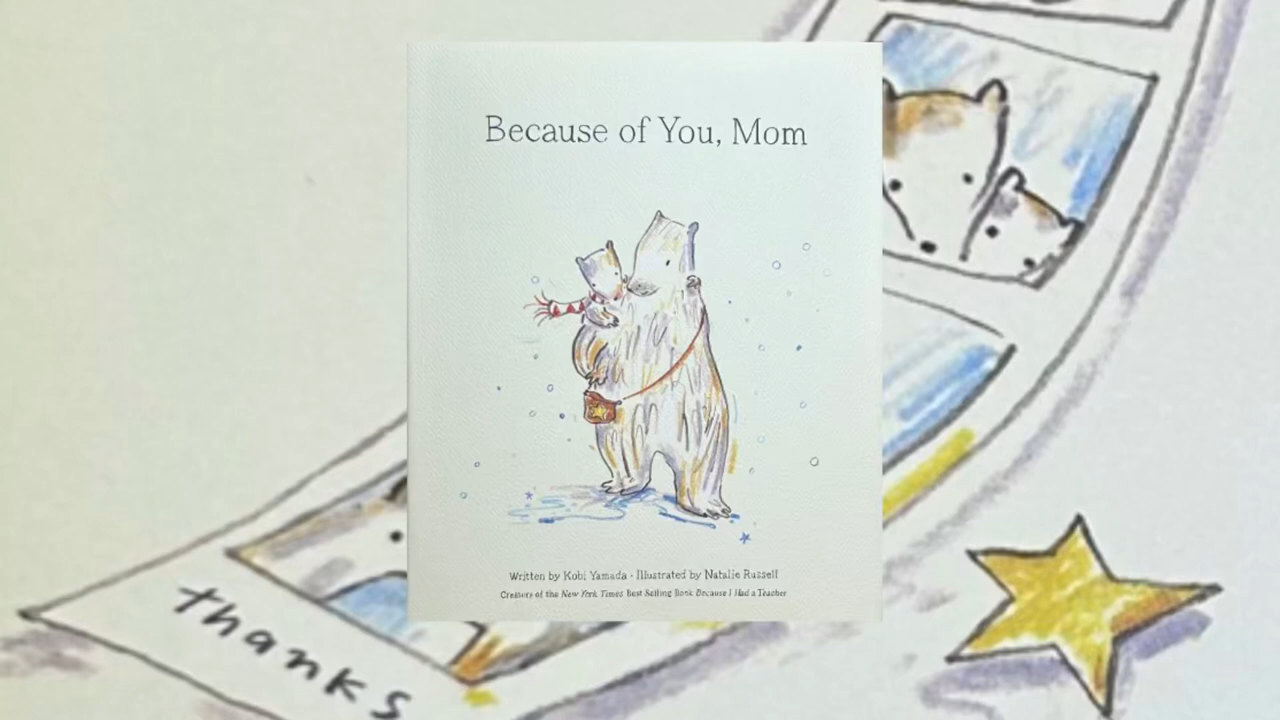 Because of You, Mom
Written by Kobi Yamada · Illustrated by Natalie Russell
Creators of the New York Times Best Selling Book Because I Had a Teacher
thanks